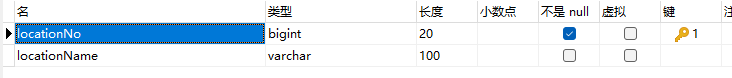 名 类型 长度 小数点 不是 null 虚拟 键
locationNo bigint 20 1
locationName varchar 100